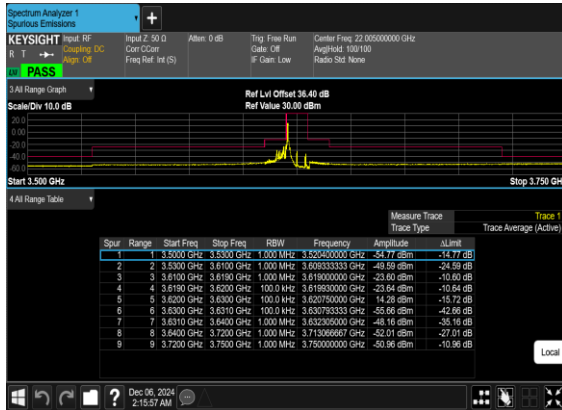 Spectrum Analyzer 1
Spurious Emissions
KEYSIGHT Input: RF Input Z: 50 Ω Atten: 0 dB Trig: Free Run Center Freq: 22.005000000 GHz
R T Coupling: DC Corr CCorr Gate: Off Avg|Hold: 100/100
Align: Off Freq Ref: Int (S) IF Gain: Low Radio Std: None
PASS
3 All Range Graph
Ref Lvl Offset 36.40 dB
Scale/Div 10.0 dB Ref Value 30.00 dBm
20.0
0.00
-20.0
-40.0
-60.0
Start 3.500 GHz Stop 3.750 GH
4 All Range Table
Measure Trace Trace 1
Trace Type Trace Average (Active)
Spur Range Start Freq Stop Freq RBW Frequency Amplitude ΔLimit
1 1 3.5000 GHz 3.5300 GHz 1.000 MHz 3.520400000 GHz -54.77 dBm -14.77 dB
2 2 3.5300 GHz 3.6100 GHz 1.000 MHz 3.609333333 GHz -49.59 dBm -24.59 dB
3 3 3.6100 GHz 3.6190 GHz 1.000 MHz 3.619000000 GHz -23.60 dBm -10.60 dB
4 4 3.6190 GHz 3.6200 GHz 100.0 kHz 3.619930000 GHz -23.64 dBm -10.64 dB
5 5 3.6200 GHz 3.6300 GHz 100.0 kHz 3.620750000 GHz 14.28 dBm -15.72 dB
6 6 3.6300 GHz 3.6310 GHz 100.0 kHz 3.630793333 GHz -55.66 dBm -42.66 dB
7 7 3.6310 GHz 3.6400 GHz 1.000 MHz 3.632305000 GHz -48.16 dBm -35.16 dB
8 8 3.6400 GHz 3.7200 GHz 1.000 MHz 3.713066667 GHz -52.01 dBm -27.01 dB
9 9 3.7200 GHz 3.7500 GHz 1.000 MHz 3.750000000 GHz -50.96 dBm -10.96 dB
Local
Dec 06, 2024
2:15:57 AM